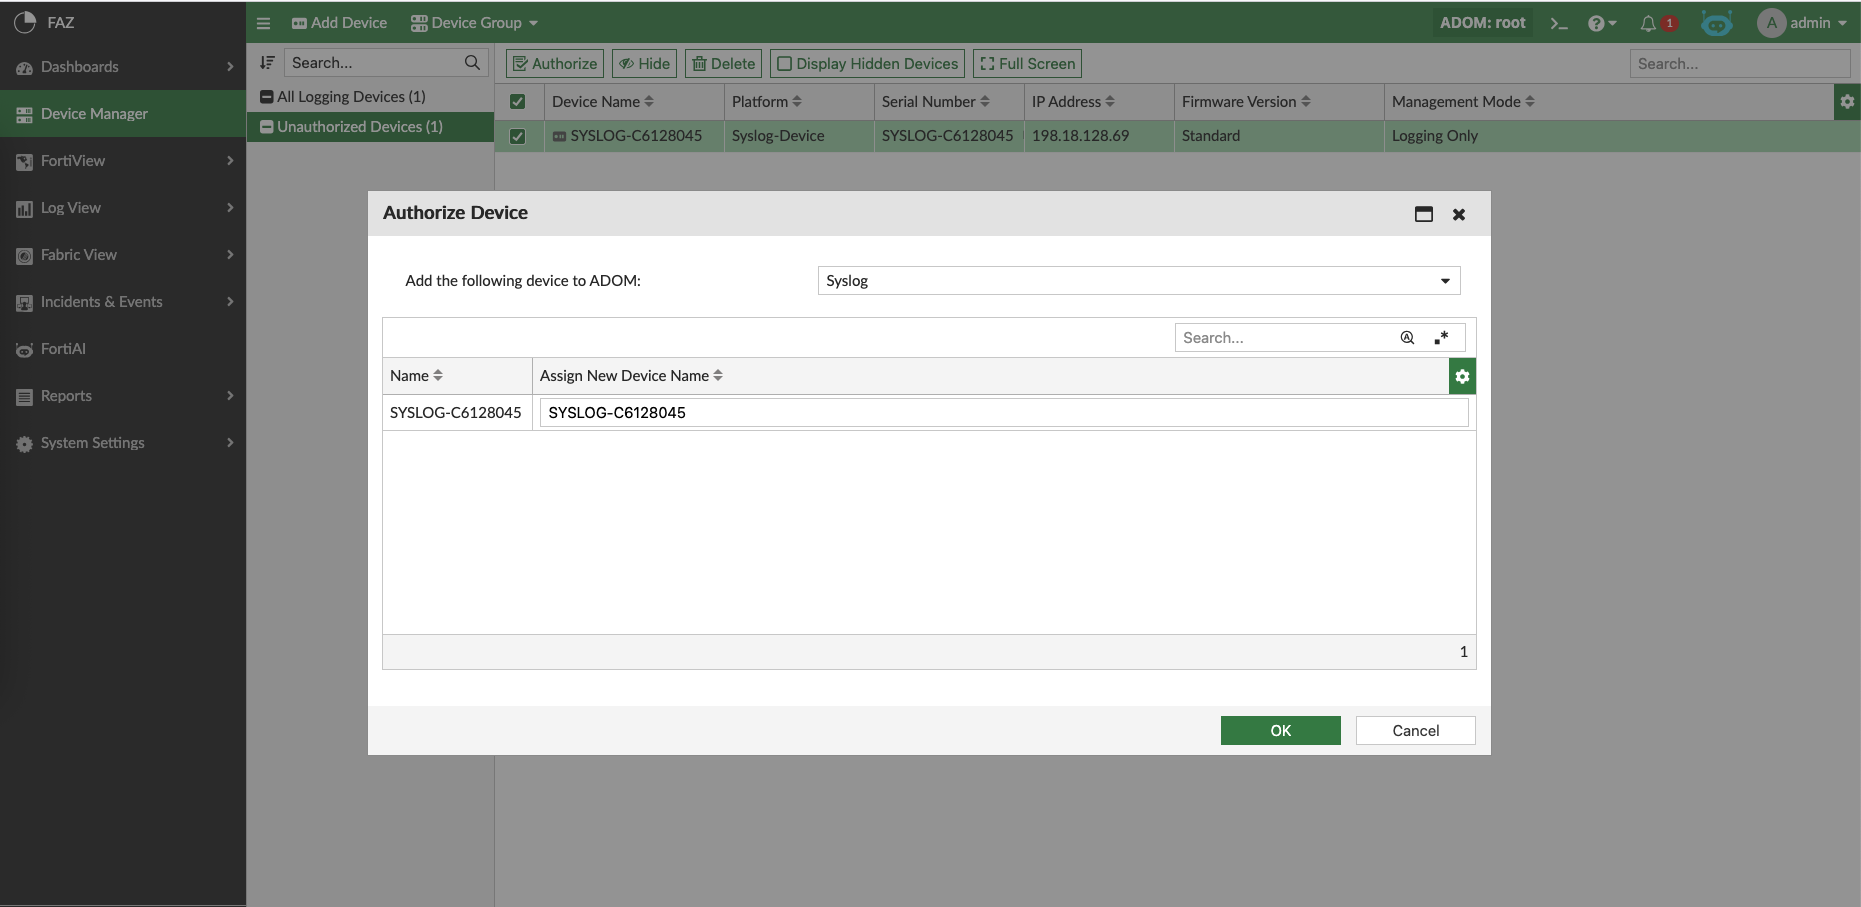 FAZ
Add Device
Device Group
ADOM: root
1
A
admin
Dashboards
Device Manager
FortiView
Log View
Fabric View
Incidents & Events
FortiAI
Reports
System Settings
Search...
All Logging Devices (1)
Unauthorized Devices (1)
Authorize
Hide
Delete
Display Hidden Devices
Full Screen
Search...
Device Name
Platform
Serial Number
IP Address
Firmware Version
Management Mode
SYSLOG-C6128045
Syslog-Device
SYSLOG-C6128045
198.18.128.69
Standard
Logging Only
Authorize Device
Add the following device to ADOM:
Syslog
Search...
Name
Assign New Device Name
SYSLOG-C6128045
SYSLOG-C6128045
1
OK
Cancel